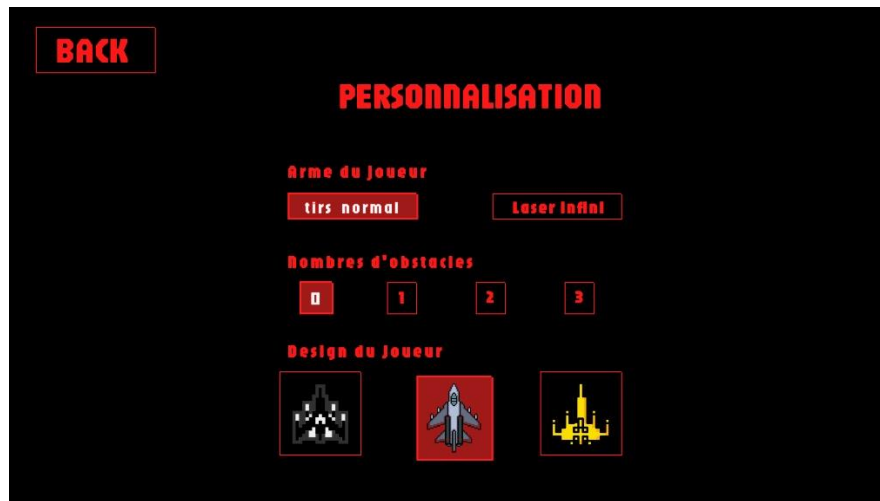 BACK
PERSONNALISATION
Arme du Joueur
tirs normal
Laser Infini
Nombres d'obstacles
0
1
2
3
Design du Joueur